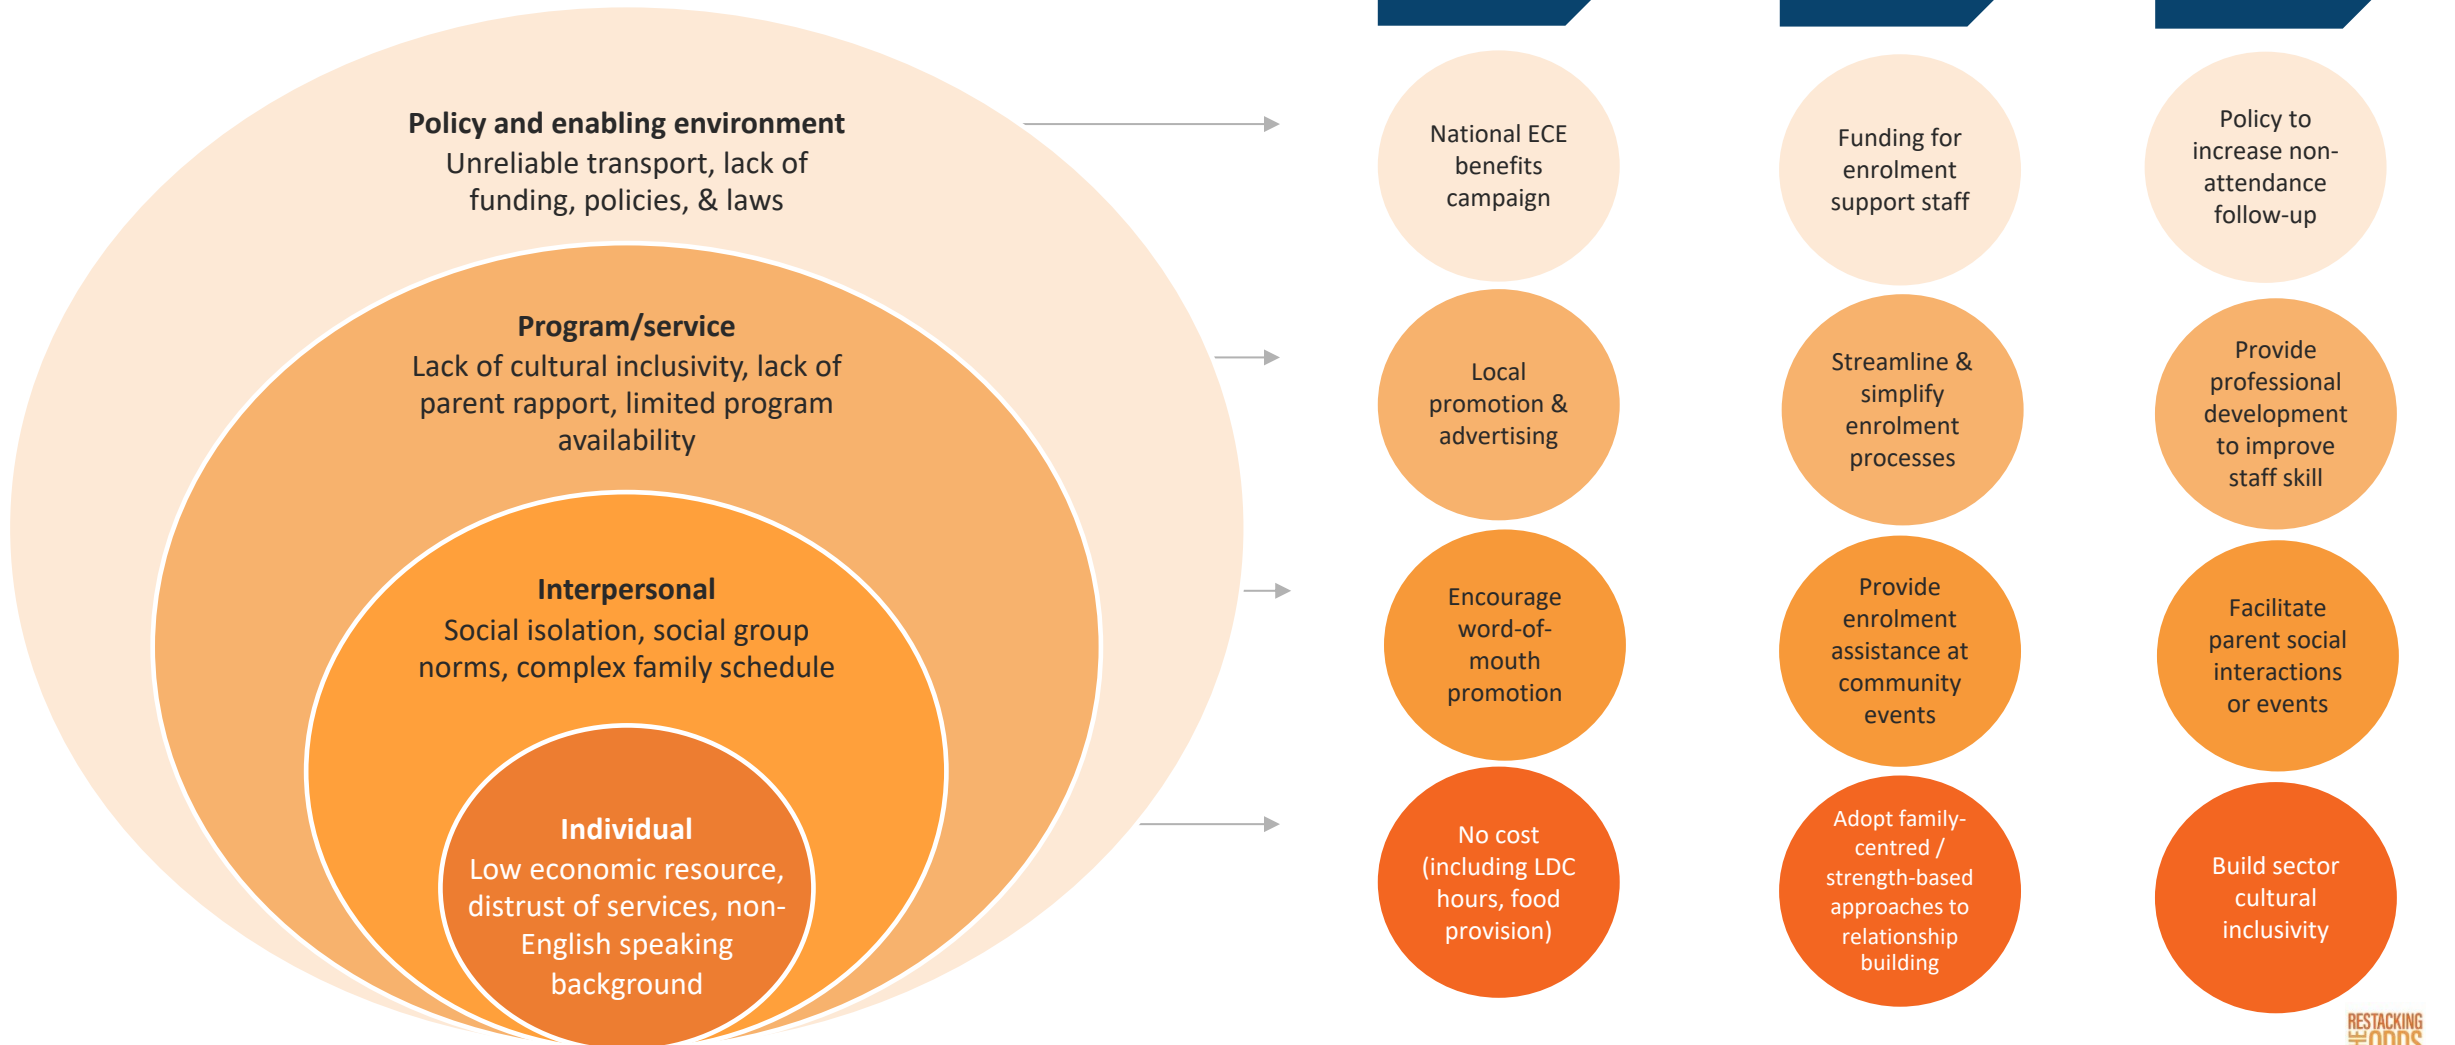 Policy and enabling environment
Unreliable transport, lack of
funding, policies, & laws
Program/service
Lack of cultural inclusivity, lack of
parent rapport, limited program
availability
Interpersonal
Social isolation, social group
norms, complex family schedule
Individual
Low economic resource,
distrust of services, non-
English speaking
background
National ECE
benefits
campaign
Funding for
enrolment
support staff
Policy to
increase non-
attendance
follow-up
Local
promotion &
advertising
Streamline &
simplify
enrolment
processes
Provide
professional
development
to improve
staff skill
Encourage
word-of-
mouth
promotion
Provide
enrolment
assistance at
community
events
Facilitate
parent social
interactions
or events
No cost
(including LDC
hours, food
provision)
Adopt family-
centred /
strength-based
approaches to
relationship
building
Build sector
cultural
inclusivity
RESTACKING
THE ODDS